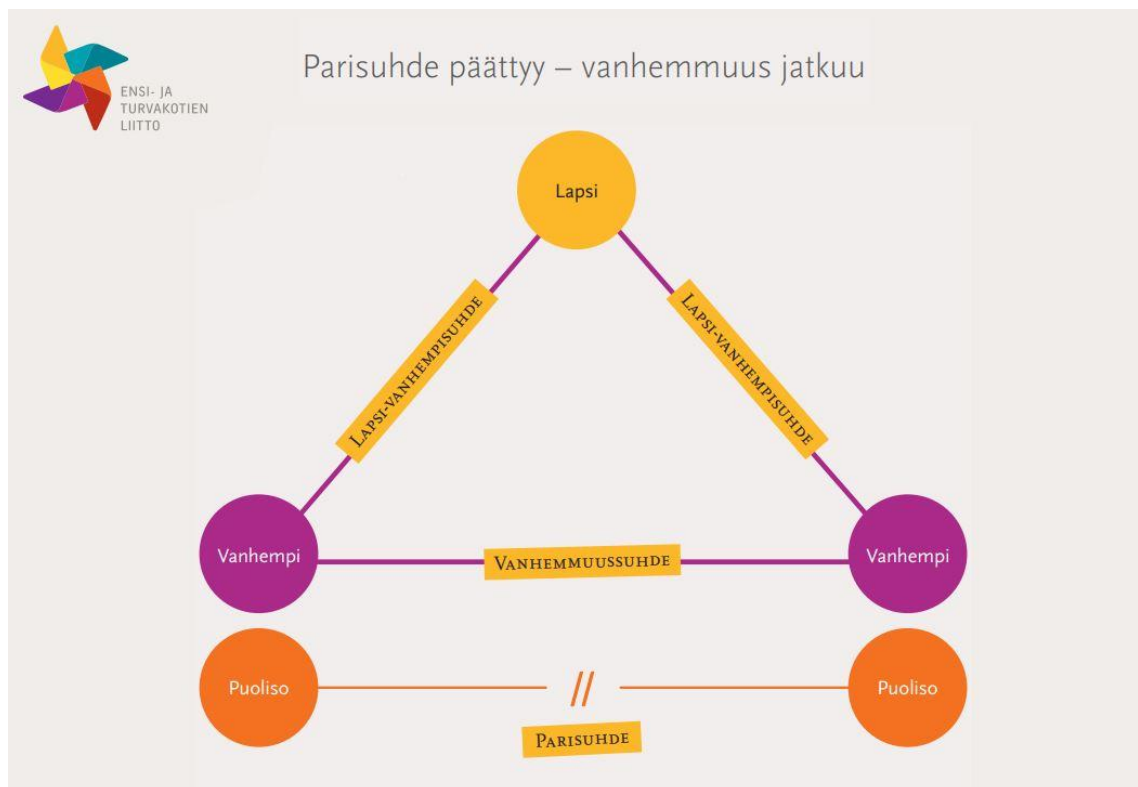 ENSI- JA
TURVAKOTIEN
LIITTO
Parisuhde päättyy – vanhemmuus jatkuu
Lapsi
LAPSI-VANHEMPISUHDE
LAPSI-VANHEMPISUHDE
Vanhempi
VANHEMMUUSSUHDE
Vanhempi
Puoliso
//
Puoliso
PARISUHDE